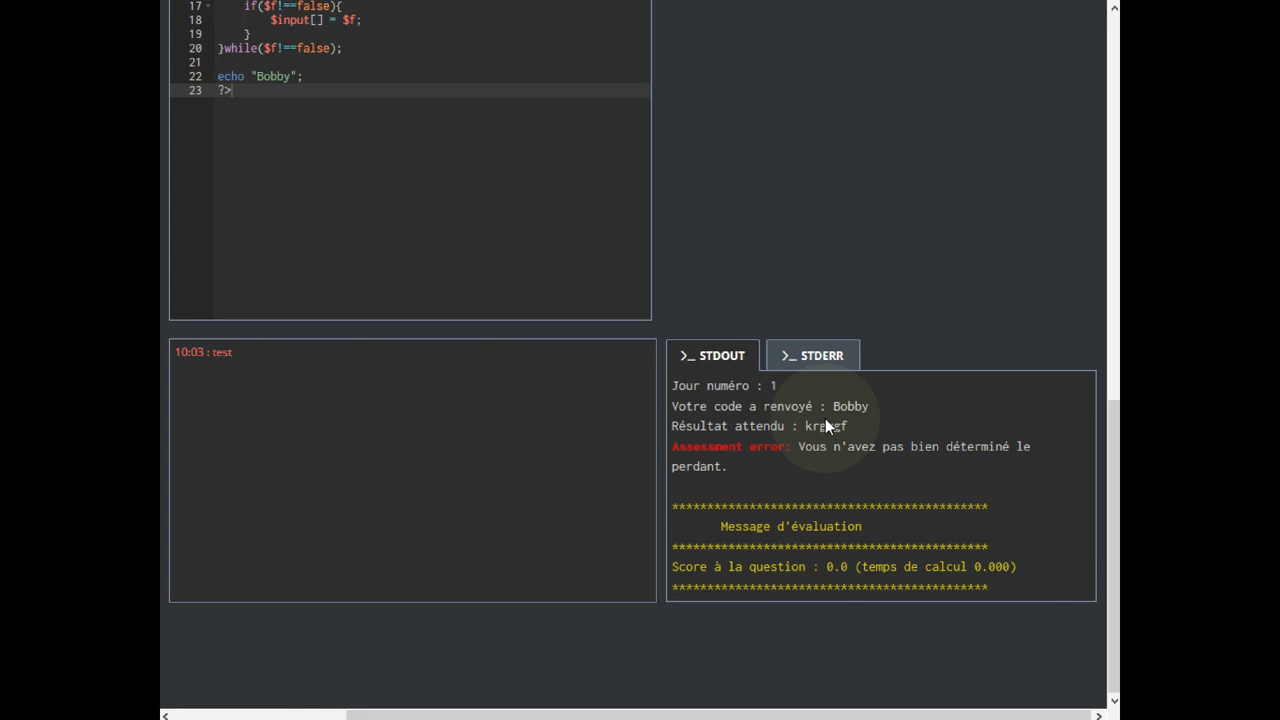 17 if($f!==false){
18 $input[] = $f;
19 }
20 }while($f!==false);
21
22 echo "Bobby";
23 ?>
10:03 : test
>_ STDOUT >_ STDERR
Jour numéro : 1
Votre code a renvoyé : Bobby
Résultat attendu :
Assessment error: Vous n'avez pas bien déterminé le
perdant.
*********************************************
Message d'évaluation
*********************************************
Score à la question : 0.0 (temps de calcul 0.000)
*********************************************